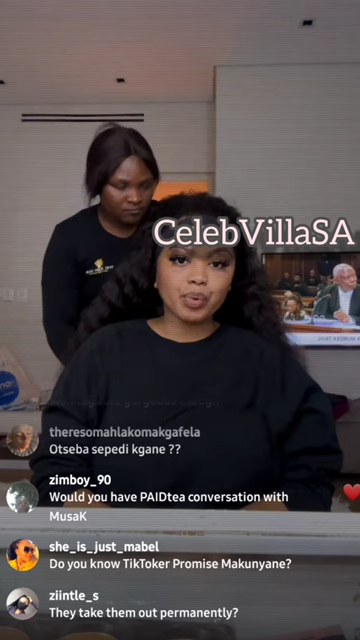 CelebVillaSA
theresomahlakomakgafela
Otseba sepedi kgane ??
zimboy_90
Would you have PAIDtea conversation with
MusaK
she_is_just_mabel
Do you know TikToker Promise Makunyane?
ziintle_s
They take them out permanently?